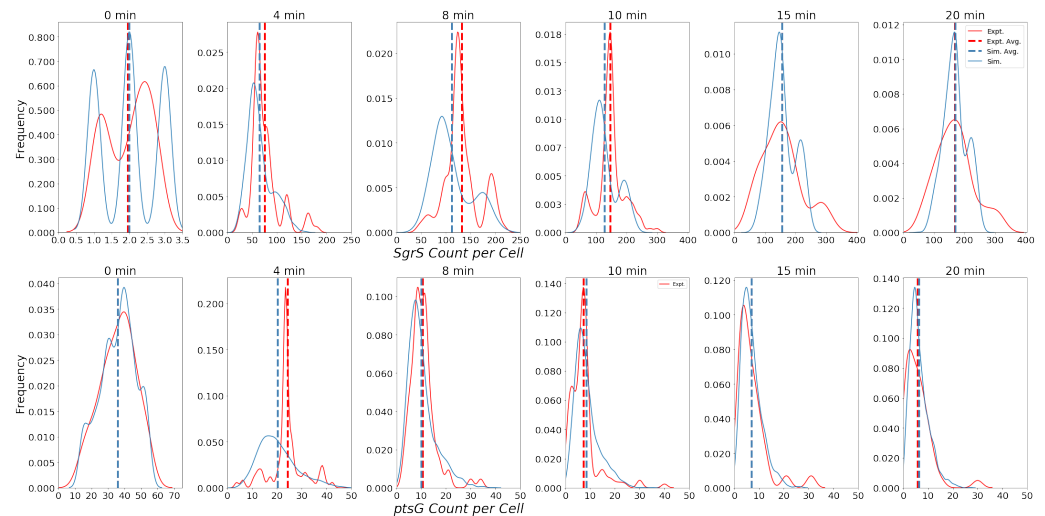 0 min 4 min 8 min 10 min 15 min 20 min
0.800 0.025 0.020 0.018 0.010 0.012
0.700 0.020 0.015 0.015 0.008 0.010
0.600 0.015 0.010 0.012 0.006 0.008
0.500 0.010 0.005 0.010 0.004 0.006
0.400 0.005 0.000 0.008 0.002 0.004
0.300 0.000 0.005 0.000 0.002
0.200 0.003 0.000
0.100 0.000
0.000
Frequency
Expt.
Expt. Avg.
Sim. Avg.
Sim.
0.0 0.5 1.0 1.5 2.0 2.5 3.0 3.5 0 50 100 150 200 250 0 50 100 150 200 250 0 100 200 300 400 0 100 200 300 400 0 100 200 300 400
SgrS Count per Cell
0 min 4 min 8 min 10 min 15 min 20 min
0.040 0.200 0.100 0.140 0.120 0.140
0.035 0.150 0.080 0.120 0.100 0.120
0.030 0.100 0.060 0.100 0.080 0.100
0.025 0.050 0.040 0.080 0.060 0.080
0.020 0.000 0.020 0.060 0.040 0.060
0.015 0.000 0.040 0.020 0.040
0.010 0.020 0.000 0.020
0.005 0.000 0.000
0.000
Frequency
Expt.
0 10 20 30 40 50 60 70 0 10 20 30 40 50 0 10 20 30 40 50 0 10 20 30 40 50 0 10 20 30 40 50 0 10 20 30 40 50
ptsG Count per Cell